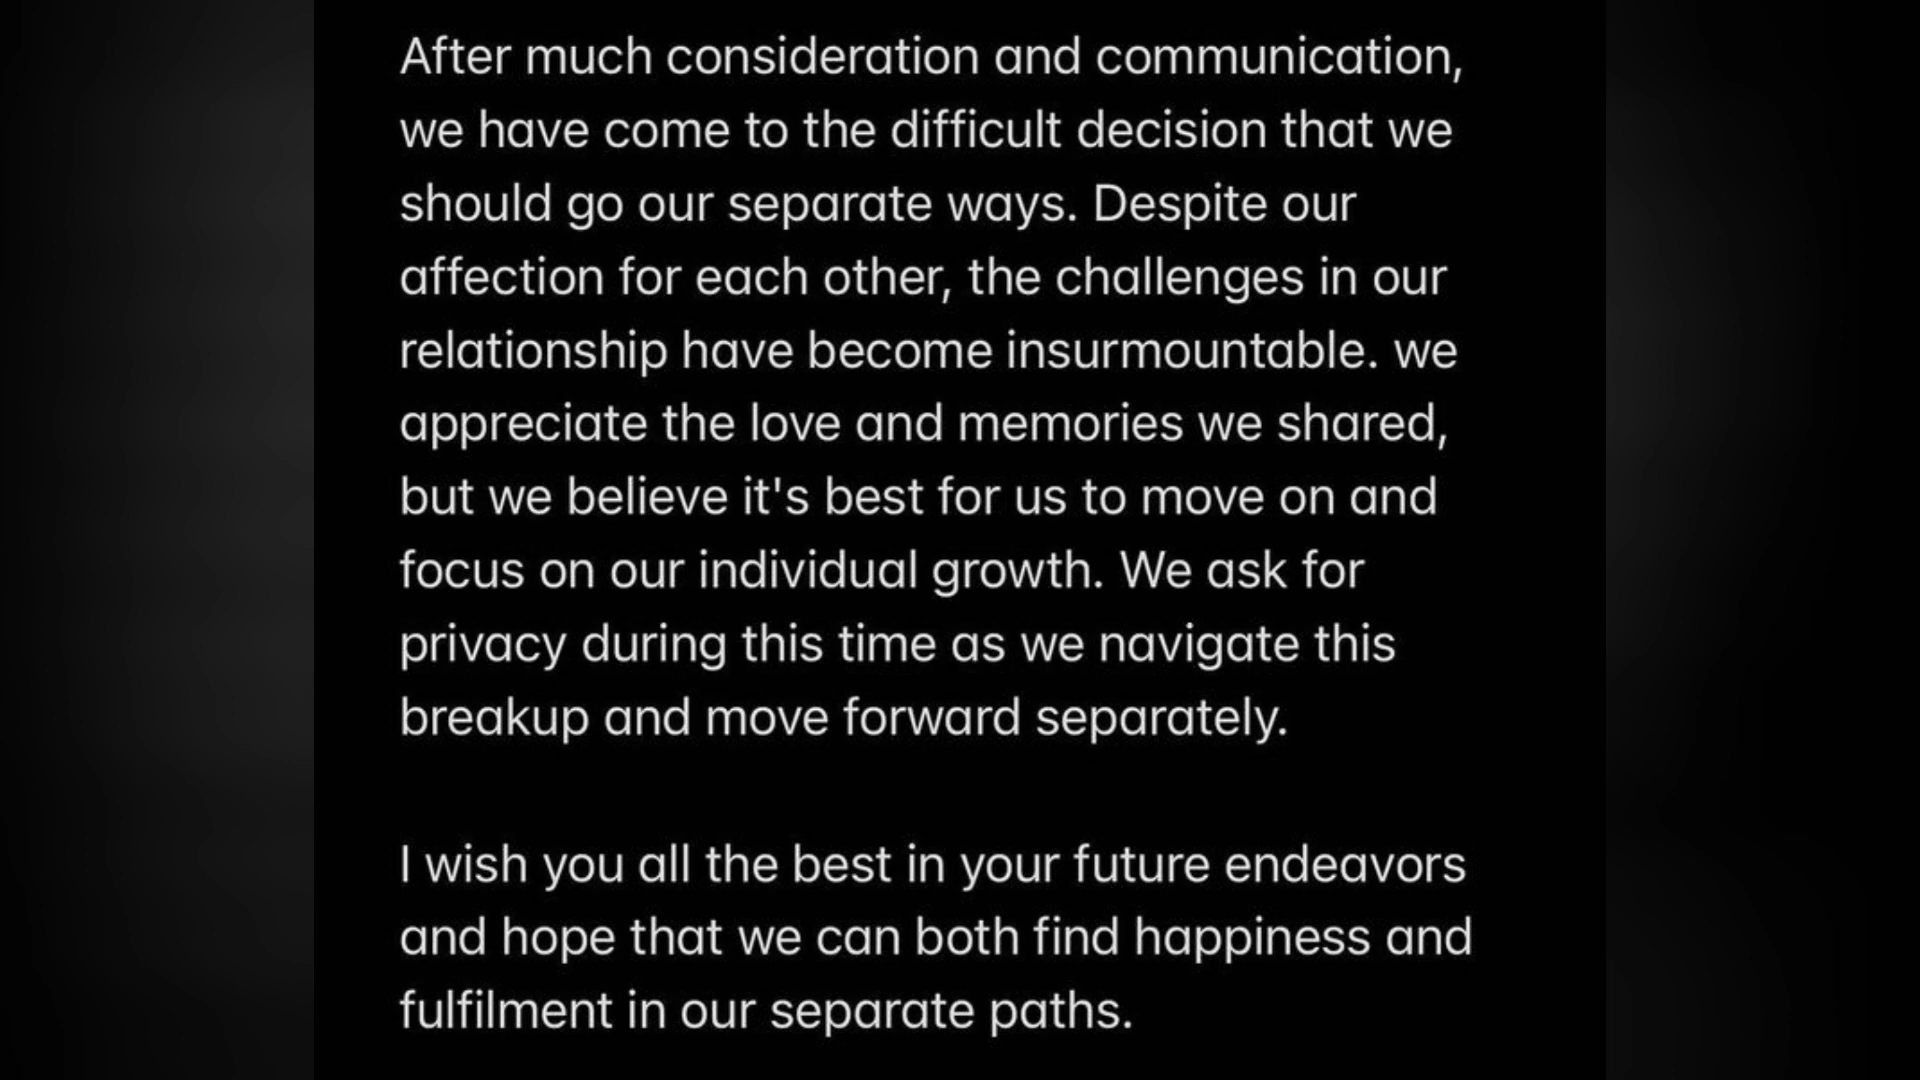 After much consideration and communication,
we have come to the difficult decision that we
should go our separate ways. Despite our
affection for each other, the challenges in our
relationship have become insurmountable. we
appreciate the love and memories we shared,
but we believe it's best for us to move on and
focus on our individual growth. We ask for
privacy during this time as we navigate this
breakup and move forward separately.
I wish you all the best in your future endeavors
and hope that we can both find happiness and
fulfilment in our separate paths.